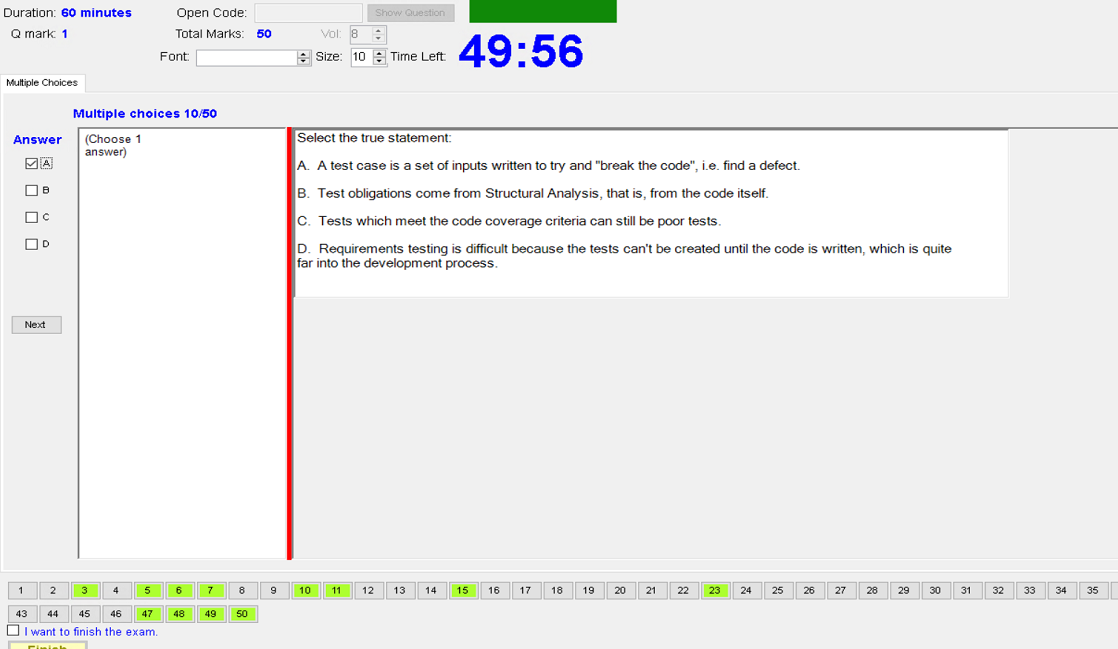 Duration: 60 minutes Open Code: Show Question
Q mark: 1 Total Marks: 50 Vol: 8
Font: Size: 10 Time Left: 49:56
Multiple Choices
Multiple choices 10/50
Answer
A
B
C
D
Next
(Choose 1
answer)
Select the true statement:
A. A test case is a set of inputs written to try and "break the code", i.e. find a defect.
B. Test obligations come from Structural Analysis, that is, from the code itself.
C. Tests which meet the code coverage criteria can still be poor tests.
D. Requirements testing is difficult because the tests can't be created until the code is written, which is quite
far into the development process.
1 2 3 4 5 6 7 8 9 10 11 12 13 14 15 16 17 18 19 20 21 22 23 24 25 26 27 28 29 30 31 32 33 34 35
43 44 45 46 47 48 49 50
I want to finish the exam.
Finish